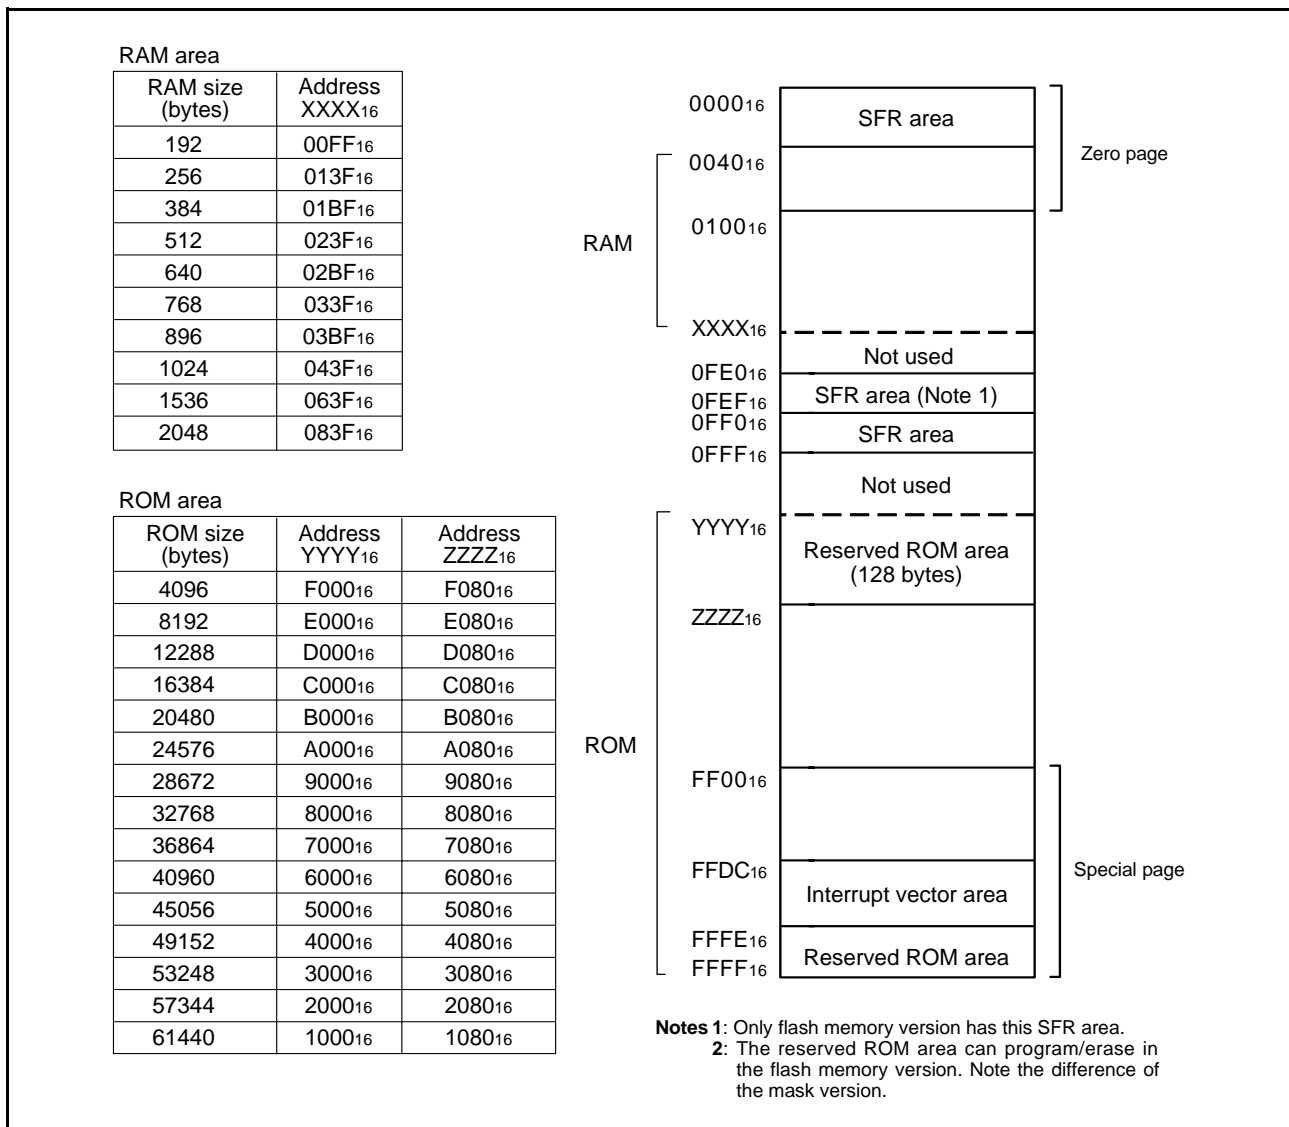 RAM area
RAM size (bytes) Address XXXX16
192 00FF16
256 013F16
384 01BF16
512 023F16
640 02BF16
768 033F16
896 03BF16
1024 043F16
1536 063F16
2048 083F16
ROM area
ROM size (bytes) Address YYYY16 Address ZZZZ16
4096 F00016 F08016
8192 E00016 E08016
12288 D00016 D08016
16384 C00016 C08016
20480 B00016 B08016
24576 A00016 A08016
28672 900016 908016
32768 800016 808016
36864 700016 708016
40960 600016 608016
45056 500016 508016
49152 400016 408016
53248 300016 308016
57344 200016 208016
61440 100016 108016
000016
SFR area
Zero page
004016
RAM
010016
XXXX16
Not used
0FE016
SFR area (Note 1)
0FEF16
0FF016
SFR area
0FFF16
Not used
YYYY16
Reserved ROM area
(128 bytes)
ZZZZ16
ROM
FF0016
Special page
FFDC16
Interrupt vector area
FFFE16
Reserved ROM area
FFFF16
Notes 1: Only flash memory version has this SFR area.
2: The reserved ROM area can program/erase in
the flash memory version. Note the difference of
the mask version.